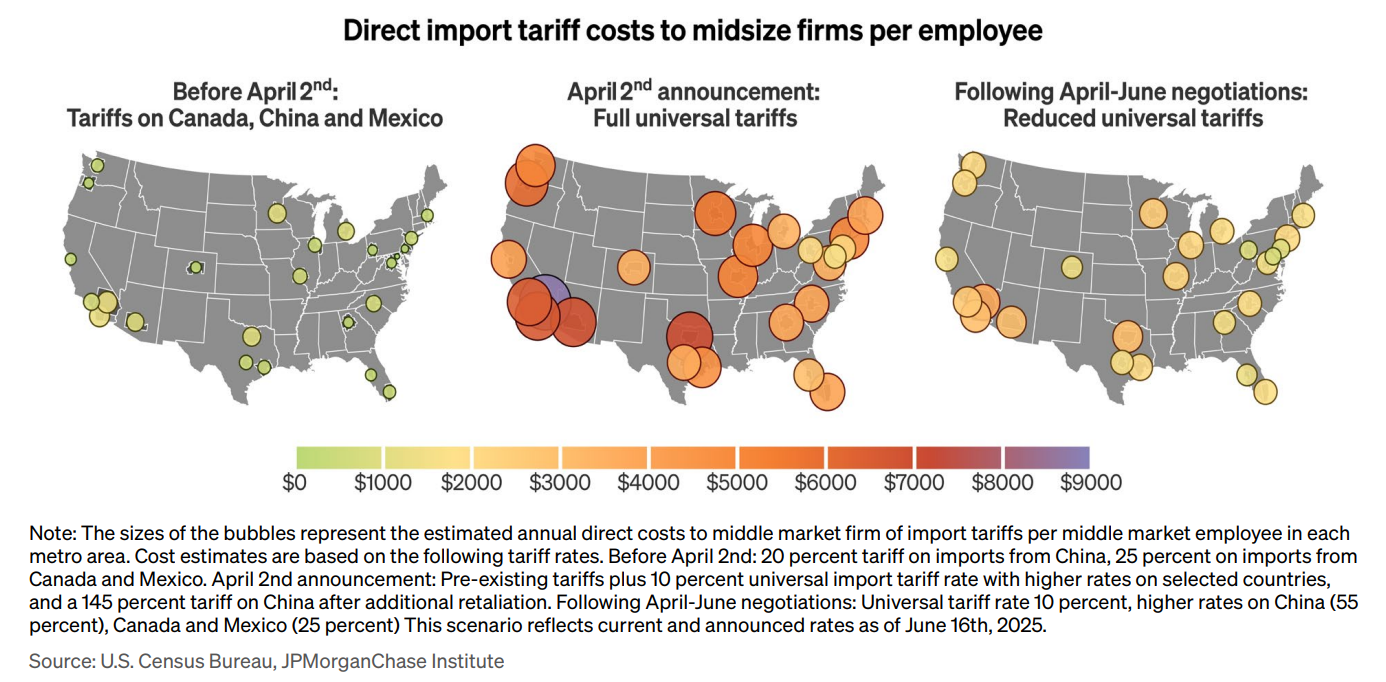 Direct import tariff costs to midsize firms per employee
Before April 2nd:
Tariffs on Canada, China and Mexico
April 2nd announcement:
Full universal tariffs
Following April-June negotiations:
Reduced universal tariffs
$0 $1000 $2000 $3000 $4000 $5000 $6000 $7000 $8000 $9000
Note: The sizes of the bubbles represent the estimated annual direct costs to middle market firm of import tariffs per middle market employee in each
metro area. Cost estimates are based on the following tariff rates. Before April 2nd: 20 percent tariff on imports from China, 25 percent on imports from
Canada and Mexico. April 2nd announcement: Pre-existing tariffs plus 10 percent universal import tariff rate with higher rates on selected countries,
and a 145 percent tariff on China after additional retaliation. Following April-June negotiations: Universal tariff rate 10 percent, higher rates on China (55
percent), Canada and Mexico (25 percent) This scenario reflects current and announced rates as of June 16th, 2025.
Source: U.S. Census Bureau, JPMorganChase Institute